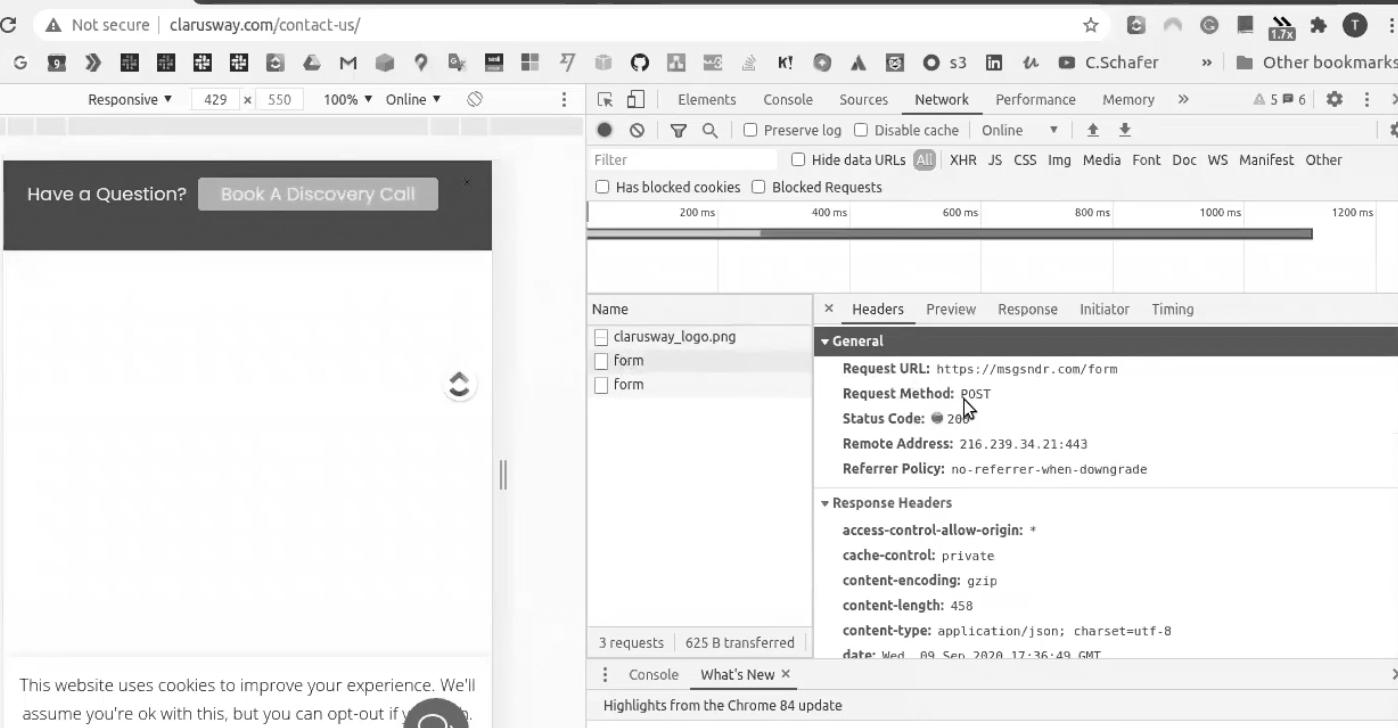 Not secure clarusway.com/contact-us/
1.7x T
G 9 K! s3 in C.Schafer » Other bookmarks
Responsive ▼ 429 x 550 100% ▼ Online ▼
Elements Console Sources Network Performance Memory » 5 6
Preserve log Disable cache Online ▼
Filter Hide data URLs All XHR JS CSS Img Media Font Doc WS Manifest Other
Has blocked cookies Blocked Requests
200 ms 400 ms 600 ms 800 ms 1000 ms 1200 ms
Have a Question? Book A Discovery Call ×
Name
clarusway_logo.png
form
form
3 requests 625 B transferred
× Headers Preview Response Initiator Timing
General
Request URL: https://msgsndr.com/form
Request Method: POST
Status Code: 200
Remote Address: 216.239.34.21:443
Referrer Policy: no-referrer-when-downgrade
Response Headers
access-control-allow-origin: *
cache-control: private
content-encoding: gzip
content-length: 458
content-type: application/json; charset=utf-8
date: Wed, 09 Sep 2020 17:36:49 GMT
Console What's New ×
Highlights from the Chrome 84 update
This website uses cookies to improve your experience. We'll
assume you're ok with this, but you can opt-out if